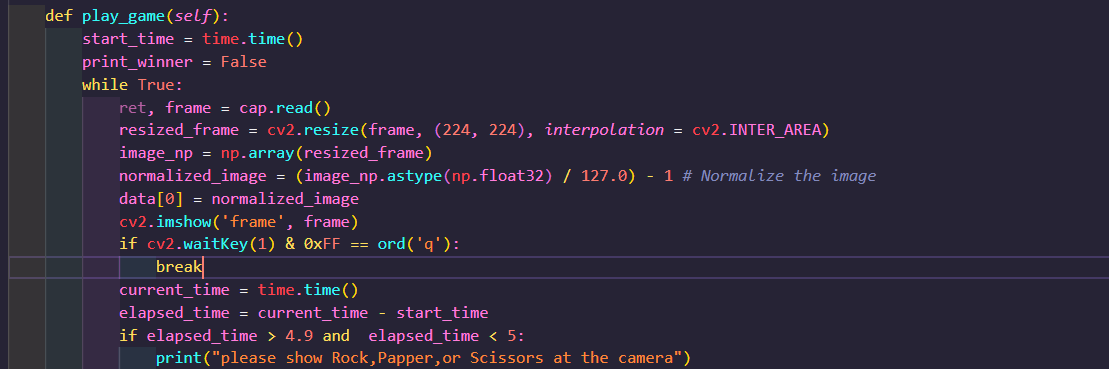 def play_game(self):
start_time = time.time()
print_winner = False
while True:
ret, frame = cap.read()
resized_frame = cv2.resize(frame, (224, 224), interpolation = cv2.INTER_AREA)
image_np = np.array(resized_frame)
normalized_image = (image_np.astype(np.float32) / 127.0) - 1 # Normalize the image
data[0] = normalized_image
cv2.imshow('frame', frame)
if cv2.waitKey(1) & 0xFF == ord('q'):
break
current_time = time.time()
elapsed_time = current_time - start_time
if elapsed_time > 4.9 and  elapsed_time < 5:
print("please show Rock,Papper,or Scissors at the camera")